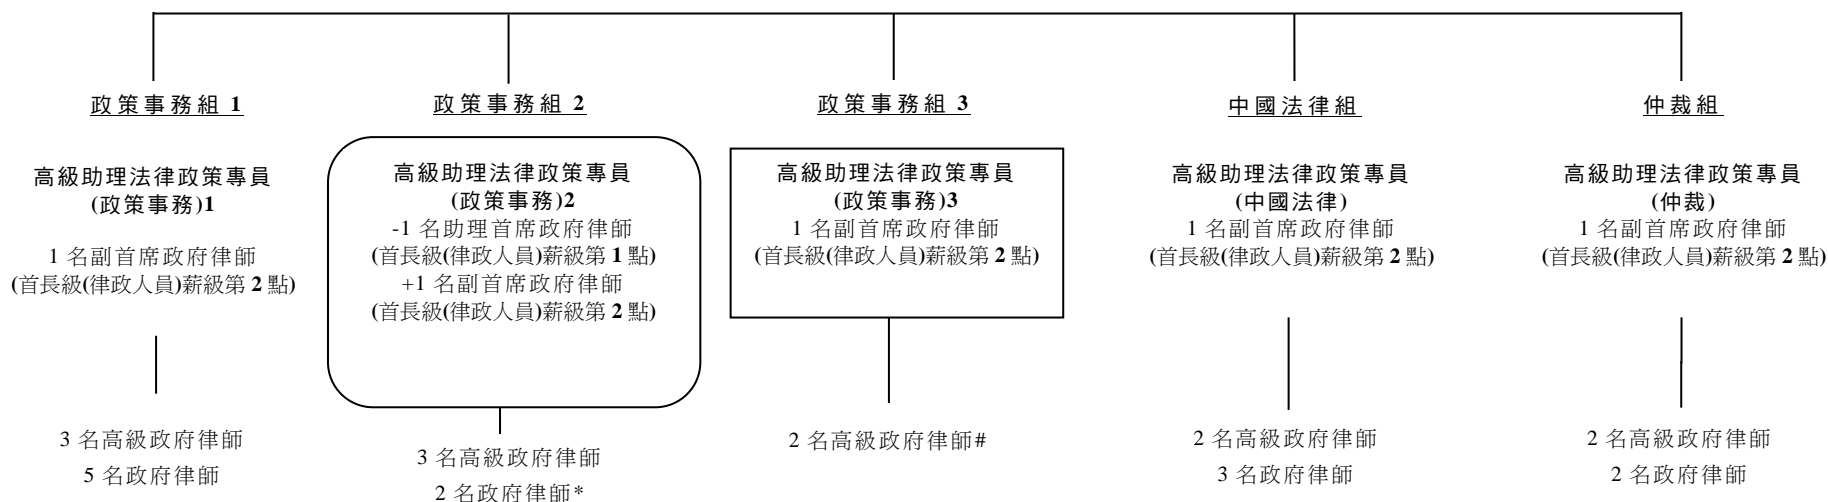 政策事務組 1
高級助理法律政策專員
(政策事務)1
1 名副首席政府律師
(首長級(律政人員)薪級第 2 點)
3 名高級政府律師
5 名政府律師
政策事務組 2
高級助理法律政策專員
(政策事務)2
-1 名助理首席政府律師
(首長級(律政人員)薪級第 1 點)
+1 名副首席政府律師
(首長級(律政人員)薪級第 2 點)
3 名高級政府律師
2 名政府律師*
政策事務組 3
高級助理法律政策專員
(政策事務)3
1 名副首席政府律師
(首長級(律政人員)薪級第 2 點)
2 名高級政府律師#
中國法律組
高級助理法律政策專員
(中國法律)
1 名副首席政府律師
(首長級(律政人員)薪級第 2 點)
2 名高級政府律師
3 名政府律師
仲裁組
高級助理法律政策專員
(仲裁)
1 名副首席政府律師
(首長級(律政人員)薪級第 2 點)
2 名高級政府律師
2 名政府律師